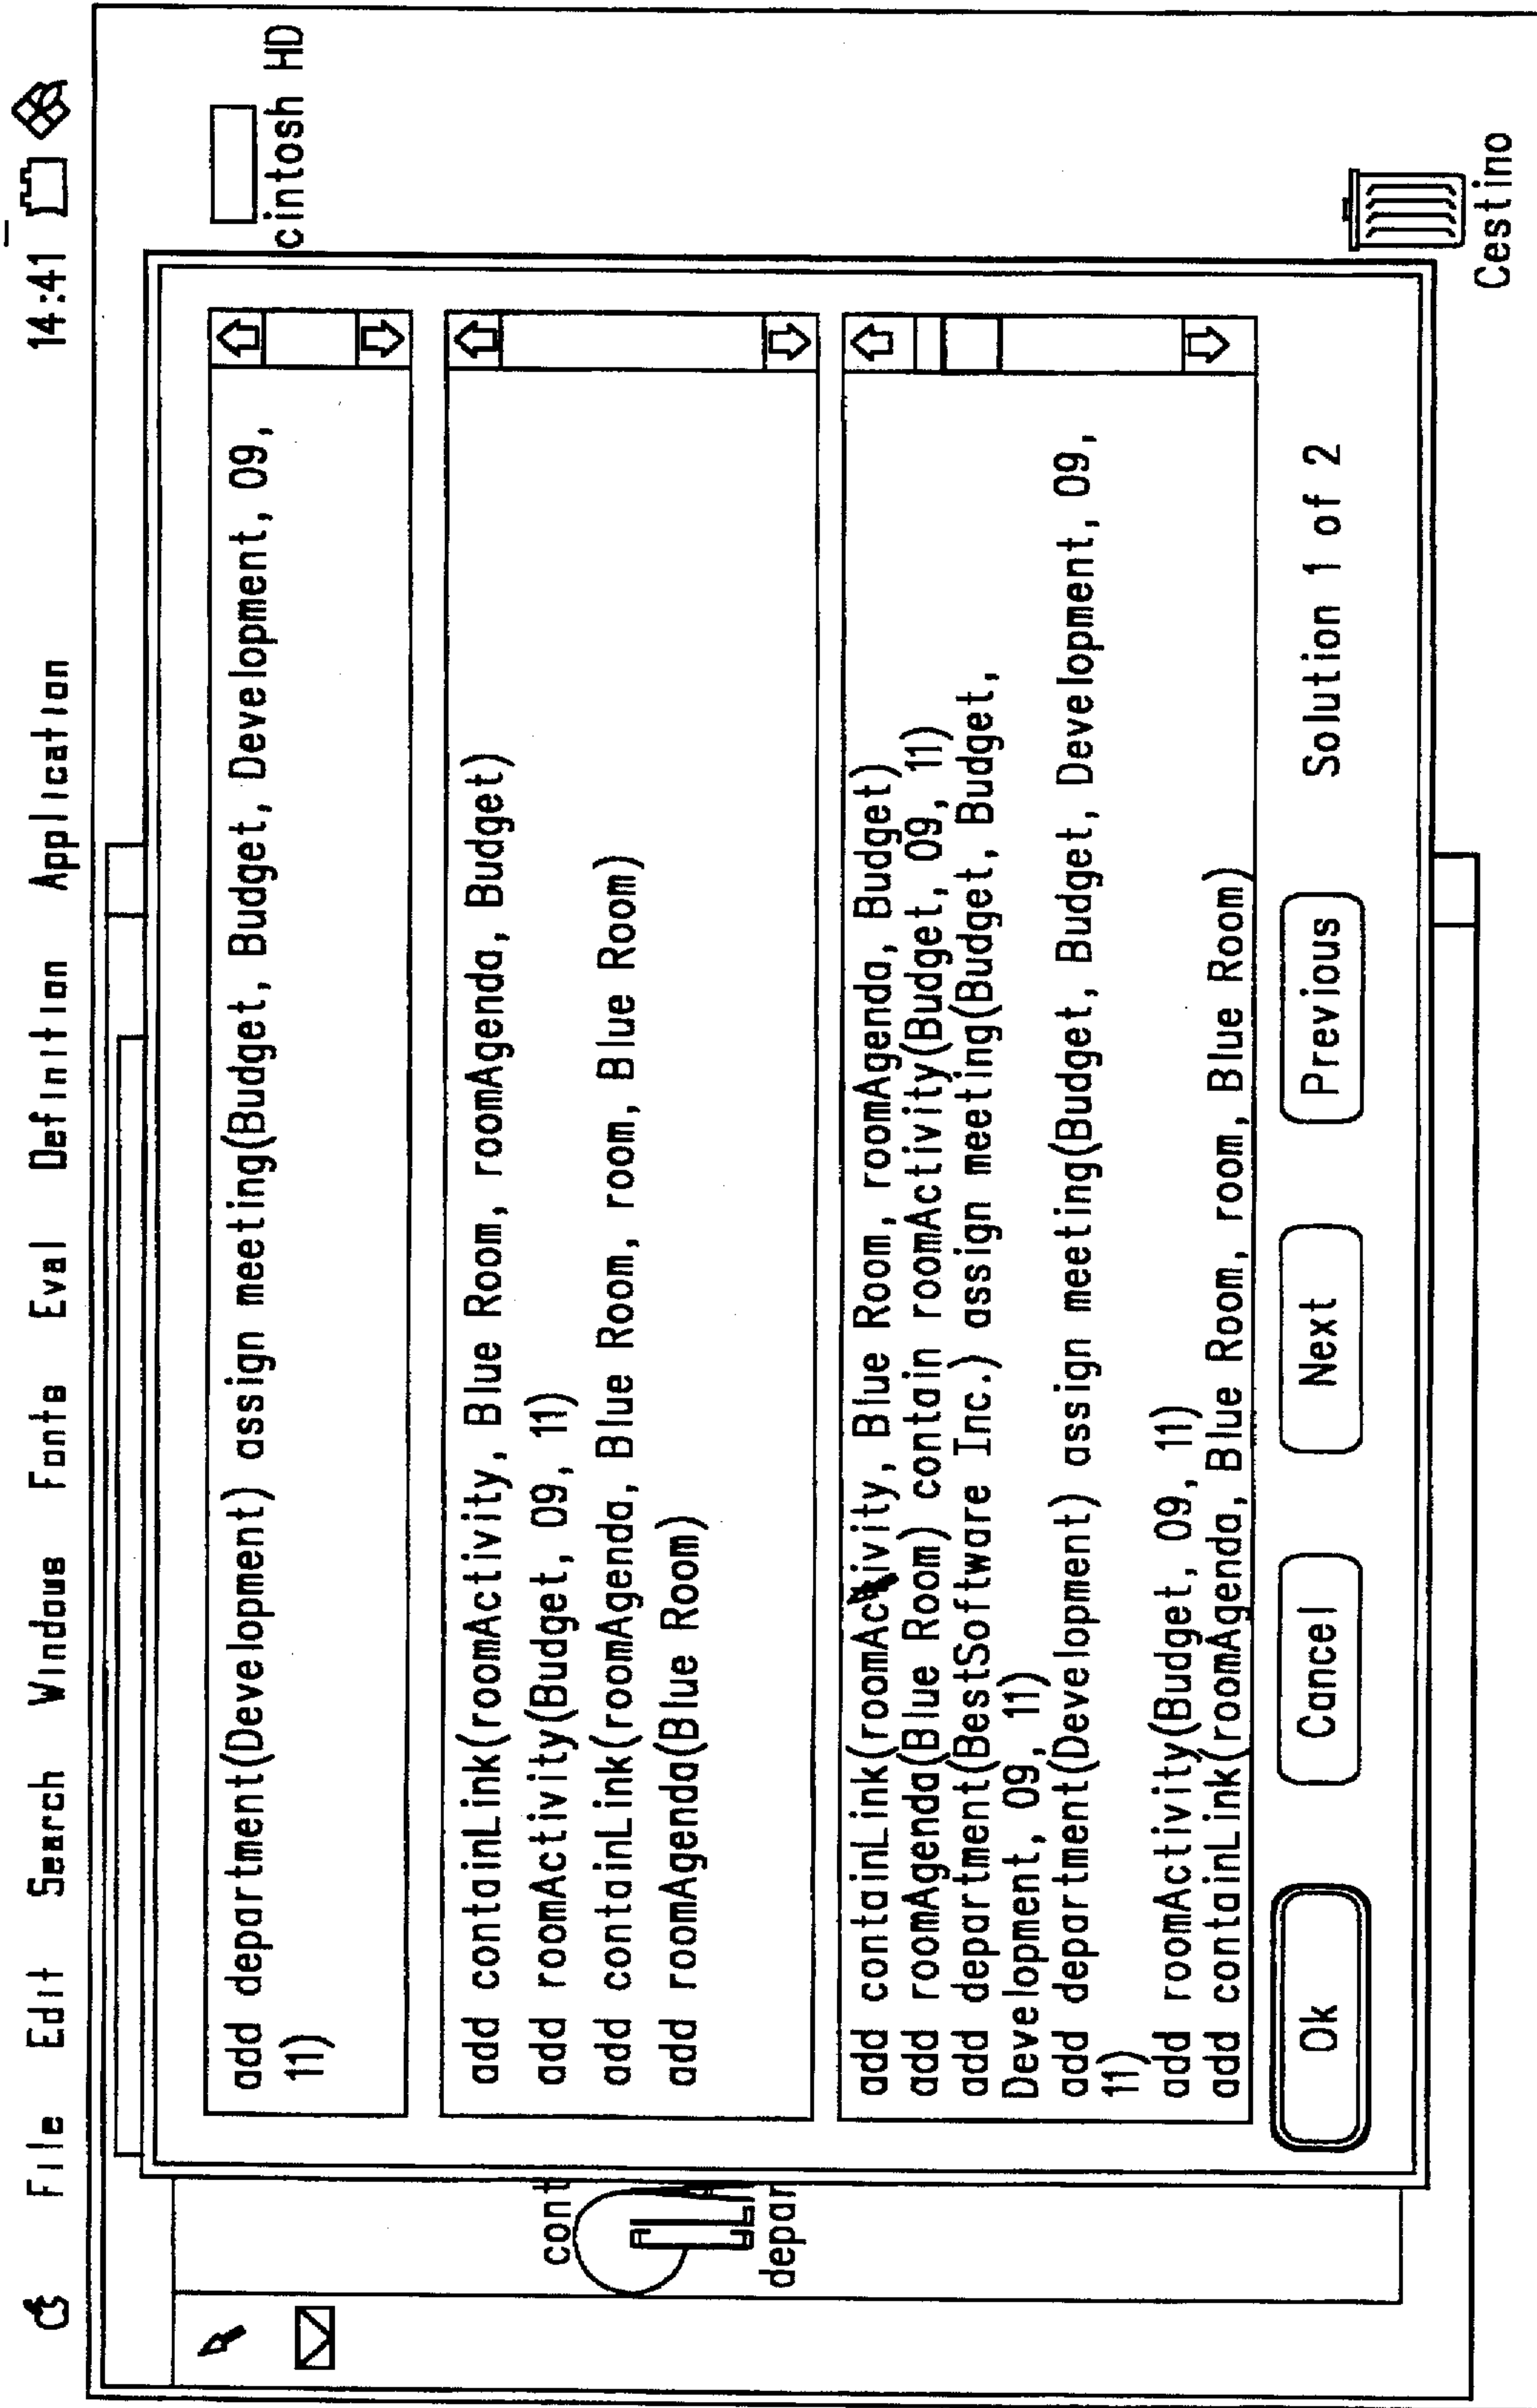 File Edit Search Windows Fonts Eval Definition Application 14:41
cintosh HD
add department(Development) assign meeting(Budget, Budget, Development, 09,
11)
add containLink(roomActivity, Blue Room, roomAgenda, Budget)
add roomActivity(Budget, 09, 11)
add containLink(roomAgenda, Blue Room, room, Blue Room)
add roomAgenda(Blue Room)
cont
depar
add containLink(roomActivity, Blue Room, roomAgenda, Budget)
add roomAgenda(Blue Room) contain roomActivity(Budget, 09, 11)
add department(BestSoftware Inc.) assign meeting(Budget, Budget,
Development, 09, 11)
add department(Development) assign meeting(Budget, Budget, Development, 09,
11)
add roomActivity(Budget, 09, 11)
add containLink(roomAgenda, Blue Room, room, Blue Room)
Ok Cancel Next Previous Solution 1 of 2
Cestino